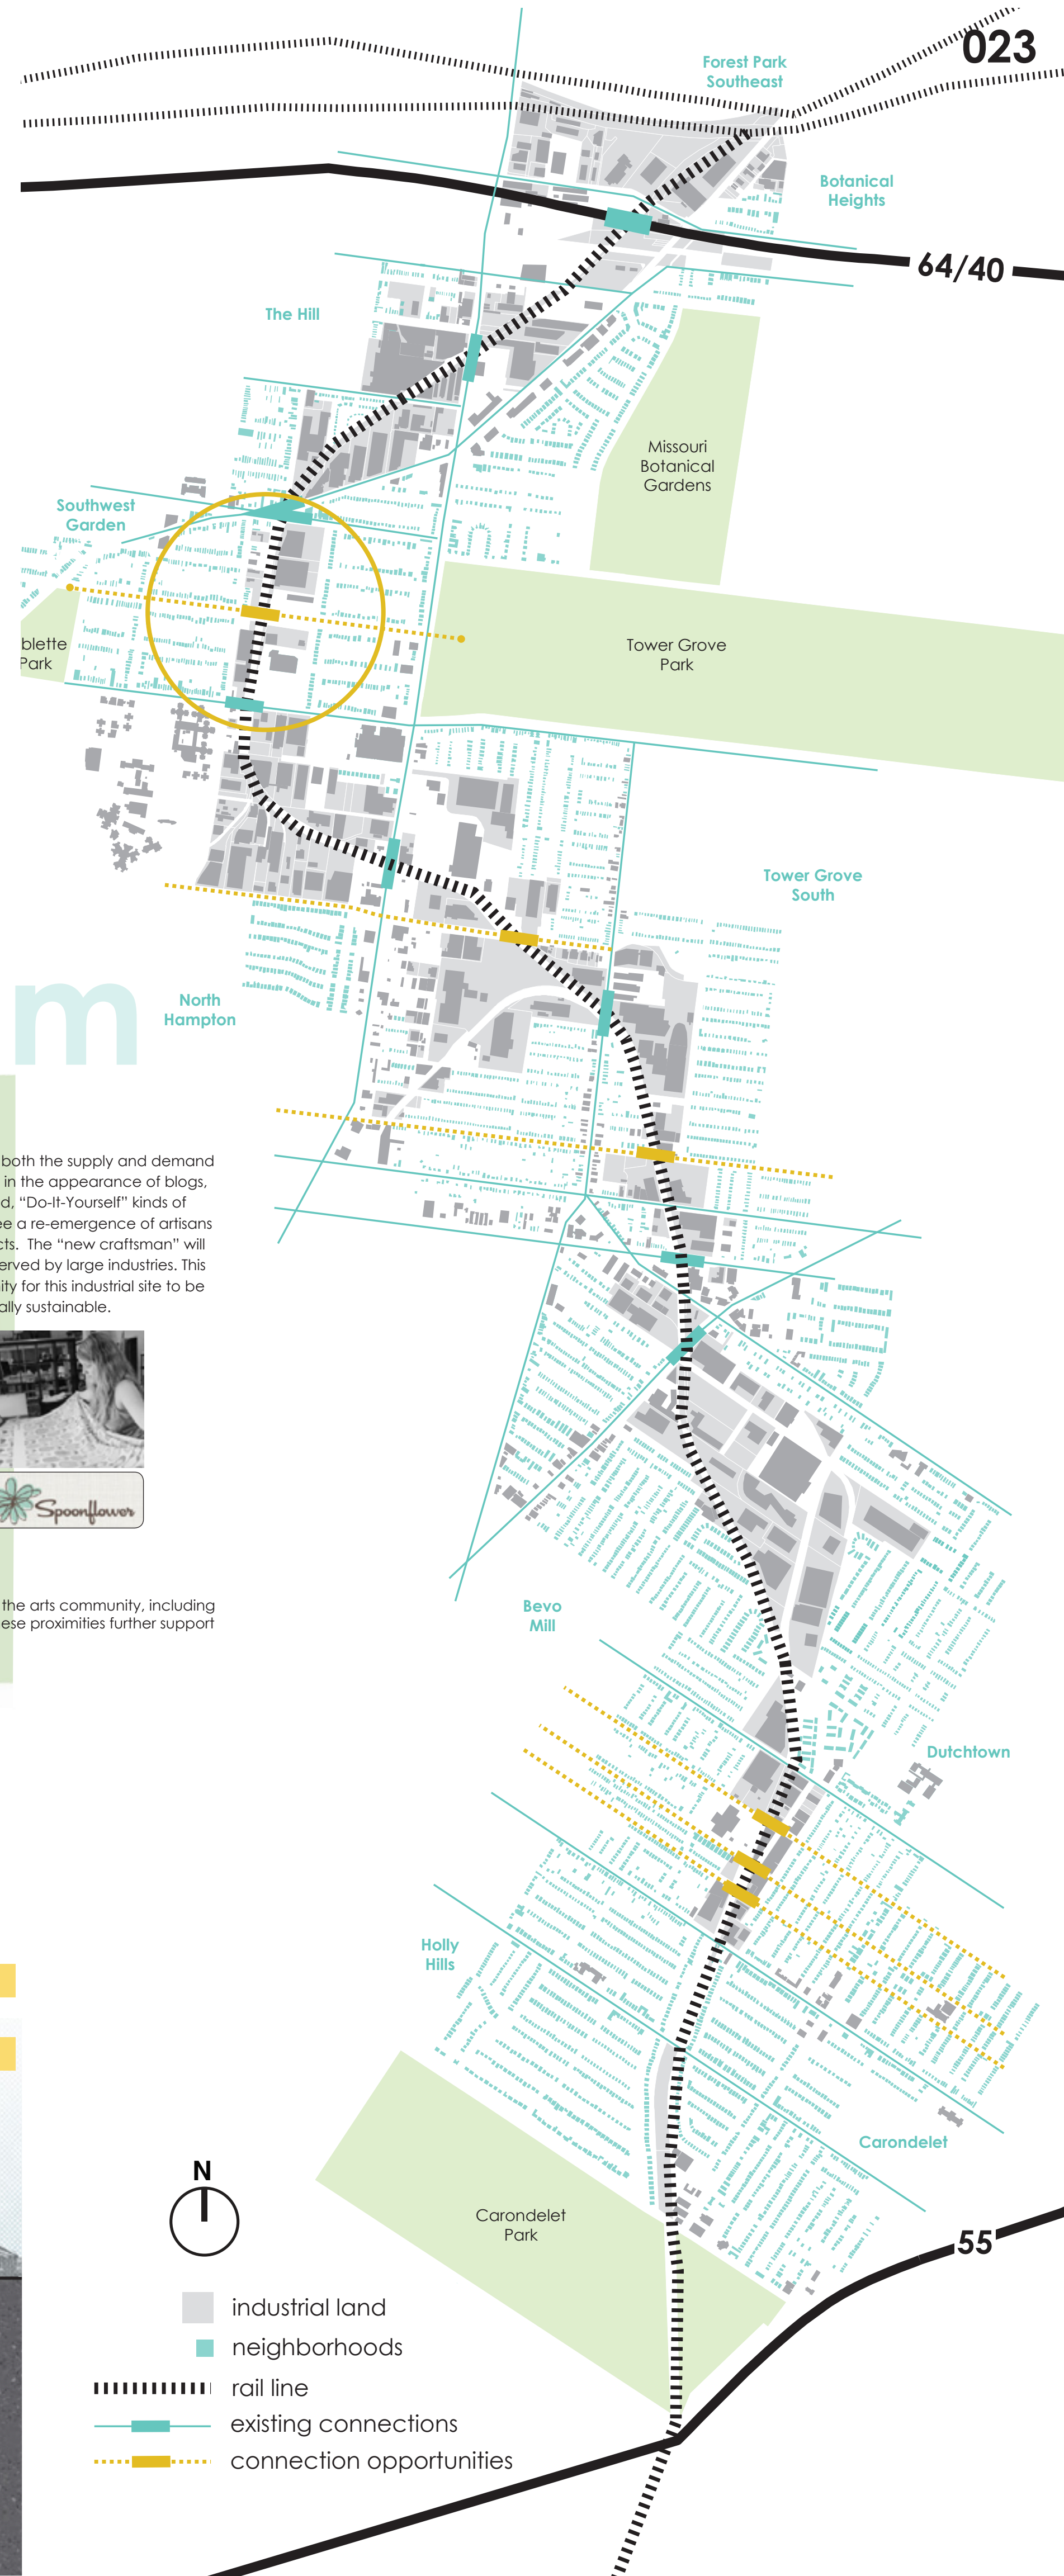 023
Forest Park
Southeast
Botanical
Heights
64/40
The Hill
Missouri
Botanical
Gardens
Southwest
Garden
blette
Park
Tower Grove
Park
Tower Grove
South
North
Hampton
m
both the supply and demand
in the appearance of blogs,
d, “Do-It-Yourself” kinds of
e a re-emergence of artisans
cts. The “new craftsman” will
erved by large industries. This
nity for this industrial site to be
ally sustainable.
Spoonflower
the arts community, including
ese proximities further support
Bevo
Mill
Dutchtown
Holly
Hills
Carondelet
Carondelet
Park
55
N
industrial land
neighborhoods
rail line
existing connections
connection opportunities